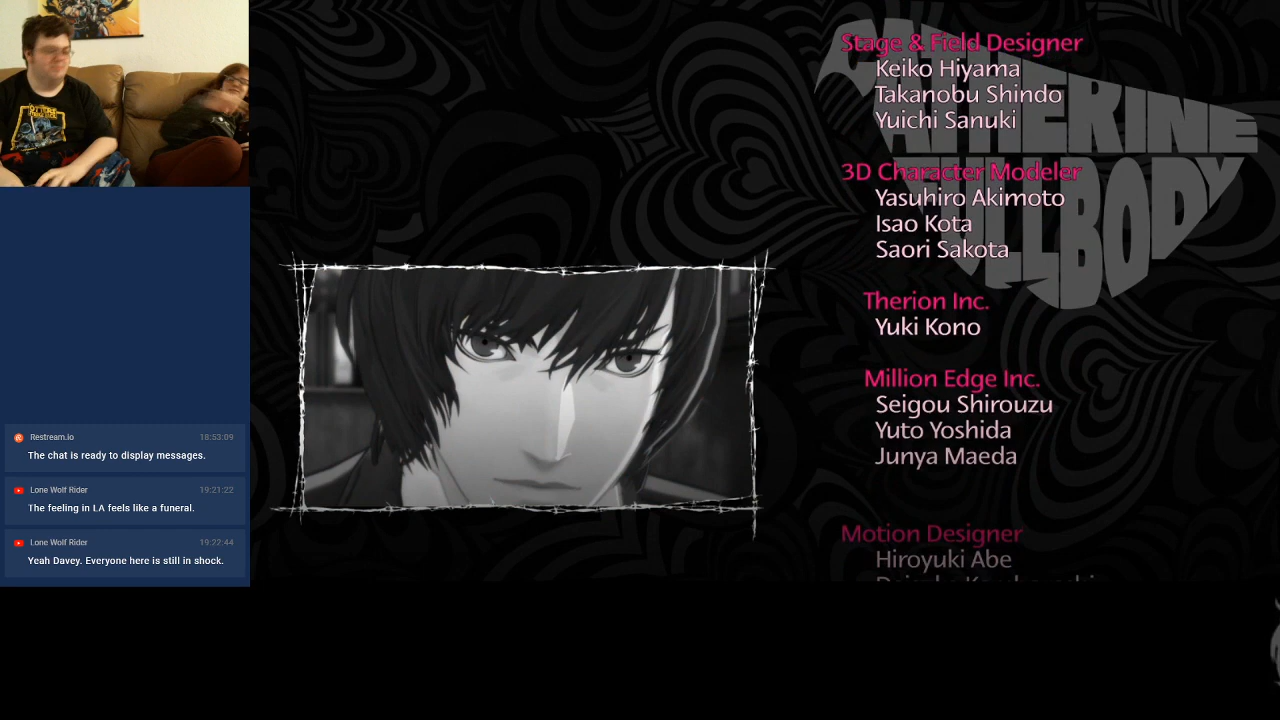 Stage & Field Designer
Keiko Hiyama
Takanobu Shindo
Yuichi Sanuki
CATHERINE
FULLBODY
3D Character Modeler
Yasuhiro Akimoto
Isao Kota
Saori Sakota
Therion Inc.
Yuki Kono
Million Edge Inc.
Seigou Shirouzu
Yuto Yoshida
Junya Maeda
Motion Designer
Hiroyuki Abe
Restream.io 18:53:09
The chat is ready to display messages.
Lone Wolf Rider 19:21:22
The feeling in LA feels like a funeral.
Lone Wolf Rider 19:22:44
Yeah Davey. Everyone here is still in shock.